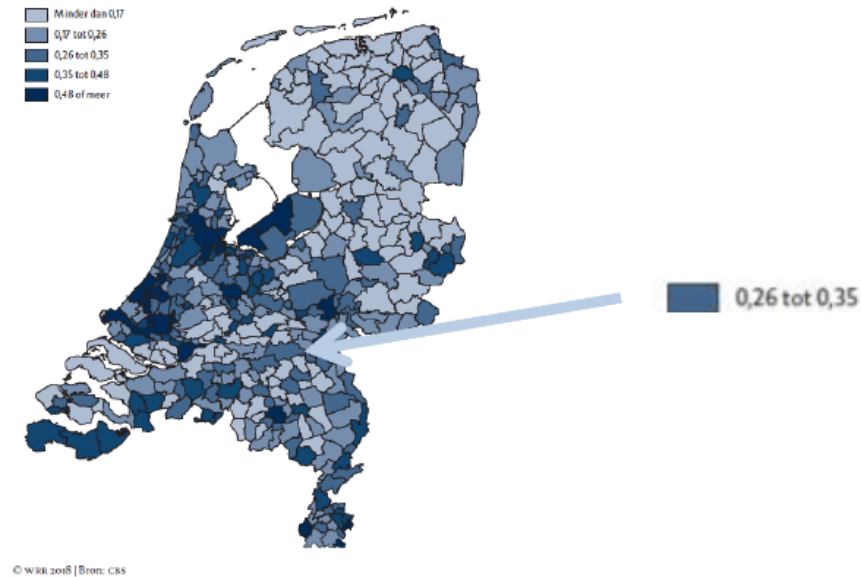 Minder dan 0,17
0,17 tot 0,26
0,26 tot 0,35
0,35 tot 0,48
0,48 of meer
0,26 tot 0,35
© WRR 2018 | Bron: CBS